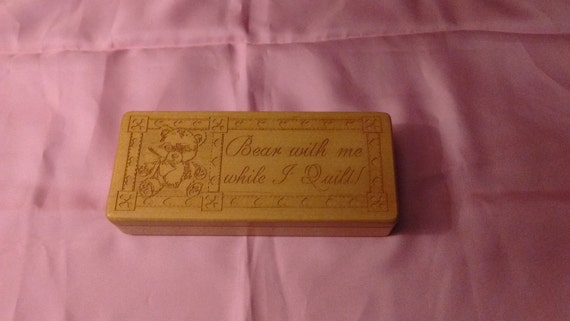 Bear with me
while I Quilt!